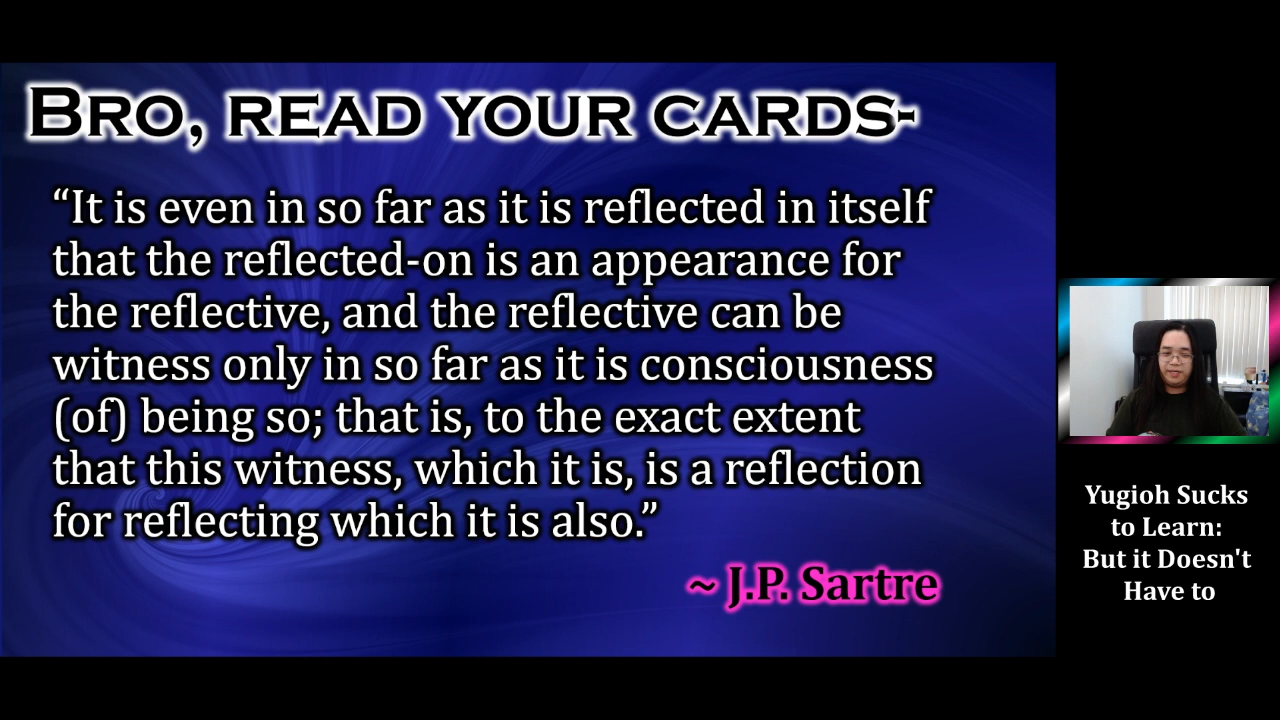 Bro, read your cards-
“It is even in so far as it is reflected in itself
that the reflected-on is an appearance for
the reflective, and the reflective can be
witness only in so far as it is consciousness
(of) being so; that is, to the exact extent
that this witness, which it is, is a reflection
for reflecting which it is also.”
~ J.P. Sartre
Yugioh Sucks
to Learn:
But it Doesn't
Have to